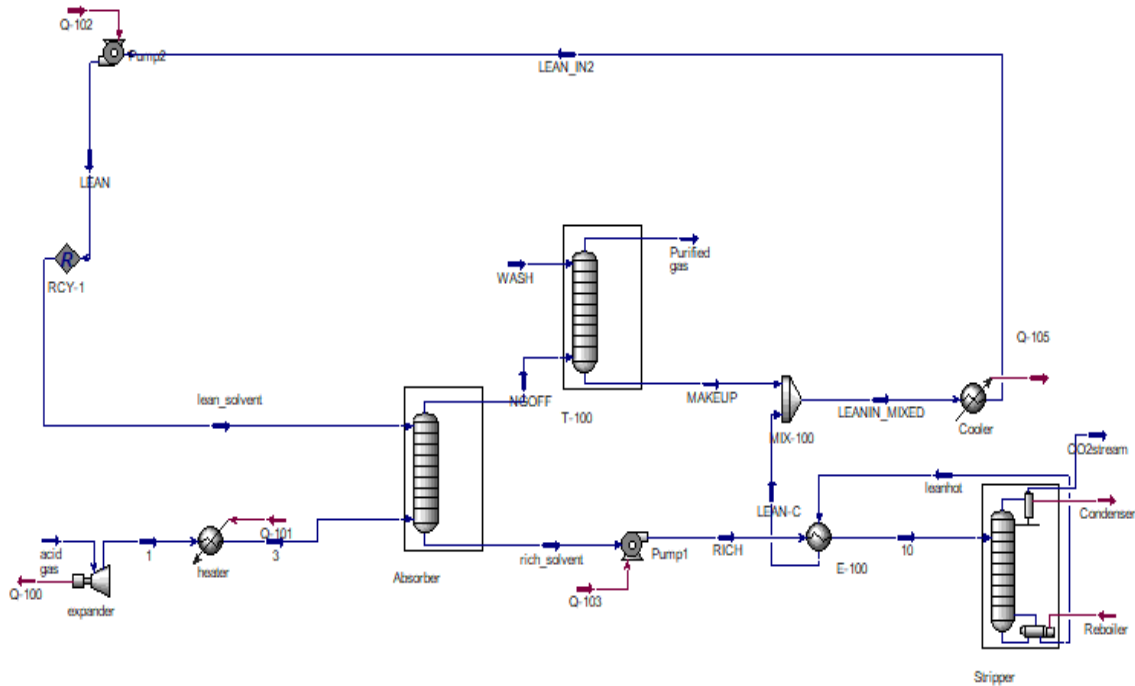 Q-102
Pump2
LEAN_IN2
LEAN
RCY-1
WASH
Purified
gas
NGOFF
T-100
MAKEUP
MIX-100
LEANIN_MIXED
Q-105
Cooler
lean_solvent
CO2stream
leanhot
Condenser
LEAN-C
acid
gas
1
Q-101
3
heater
Q-100
expander
Absorber
rich_solvent
Pump1
RICH
Q-103
E-100
10
Reboiler
Stripper
R